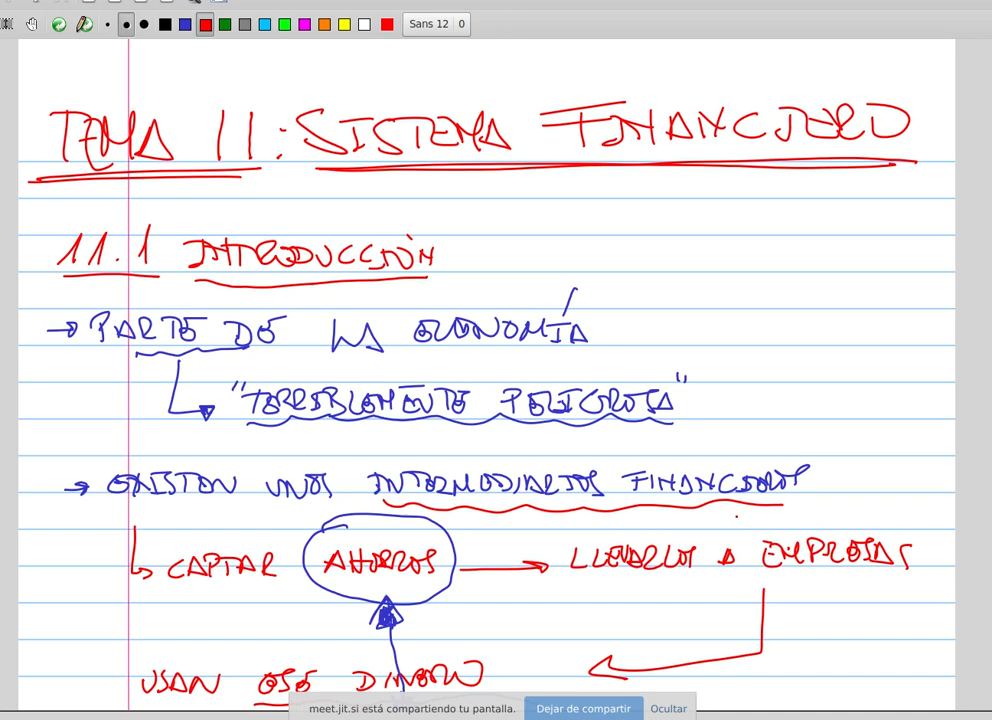 Sans 12 0
TEMA 11: SISTEMA FINANCIERO
11.1 INTRODUCCIÓN
→ PARTE DE LA ECONOMÍA
"TERRIBLEMENTE PELIGROSA"
→ EXISTEN UNOS INTERMEDIARIOS FINANCIEROS
CAPTAR AHORROS → LLEVARLOS A EMPRESAS
USAN ESE DINERO
meet.jit.si está compartiendo tu pantalla. Dejar de compartir Ocultar